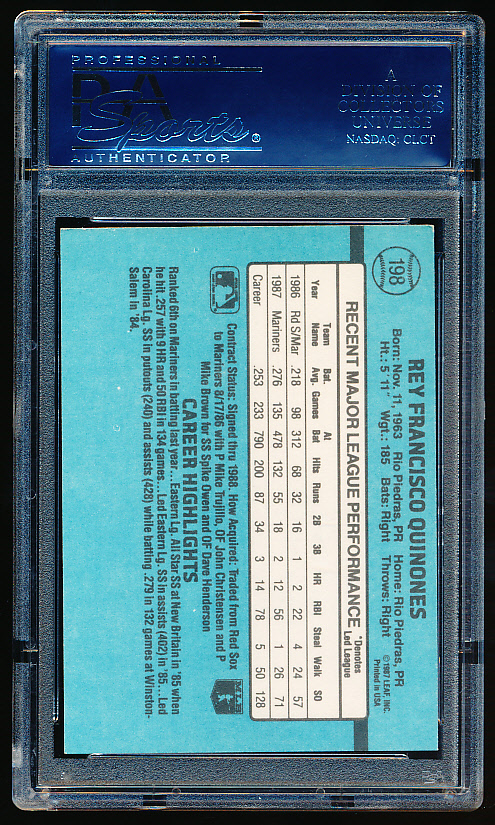 PROFESSIONAL
PSA
Sports®
AUTHENTICATOR
A
DIVISION OF
COLLECTORS
UNIVERSE
NASDAQ: CLCT
198
REY FRANCISCO QUINONES
Born: Nov. 11, 1963 Rio Piedras, PR Home: Rio Piedras, PR
Ht.: 5'11" Wgt.: 185 Bats: Right Throws: Right
©1987 LEAF, INC.
Printed in USA
RECENT MAJOR LEAGUE PERFORMANCE *Denotes Led League
Year Team Name Bat. Avg. Games At Bat Hits Runs 2B 3B HR RBI Steal Walk SO
1986 Rd S/Mar .218 98 312 68 32 16 1 2 22 4 24 57
1987 Mariners .276 135 478 132 55 18 2 12 56 1 26 71
Career .253 233 790 200 87 34 3 14 78 5 50 128
Contract Status: Signed thru 1988. How Acquired: Traded from Red Sox
to Mariners 8/17/86 with P Mike Trujillo, OF John Christensen and P
Mike Brown for SS Spike Owen and OF Dave Henderson
CAREER HIGHLIGHTS
Ranked 6th on Mariners in batting last year... Eastern Lg. All Star SS at New Britain in '85 when
he hit .257 with 9 HR and 50 RBI in 134 games... Led Eastern Lg. SS in assists (402) in '85... Led
Carolina Lg. SS in putouts (240) and assists (428) while batting .279 in 132 games at Winston-
Salem in '84.